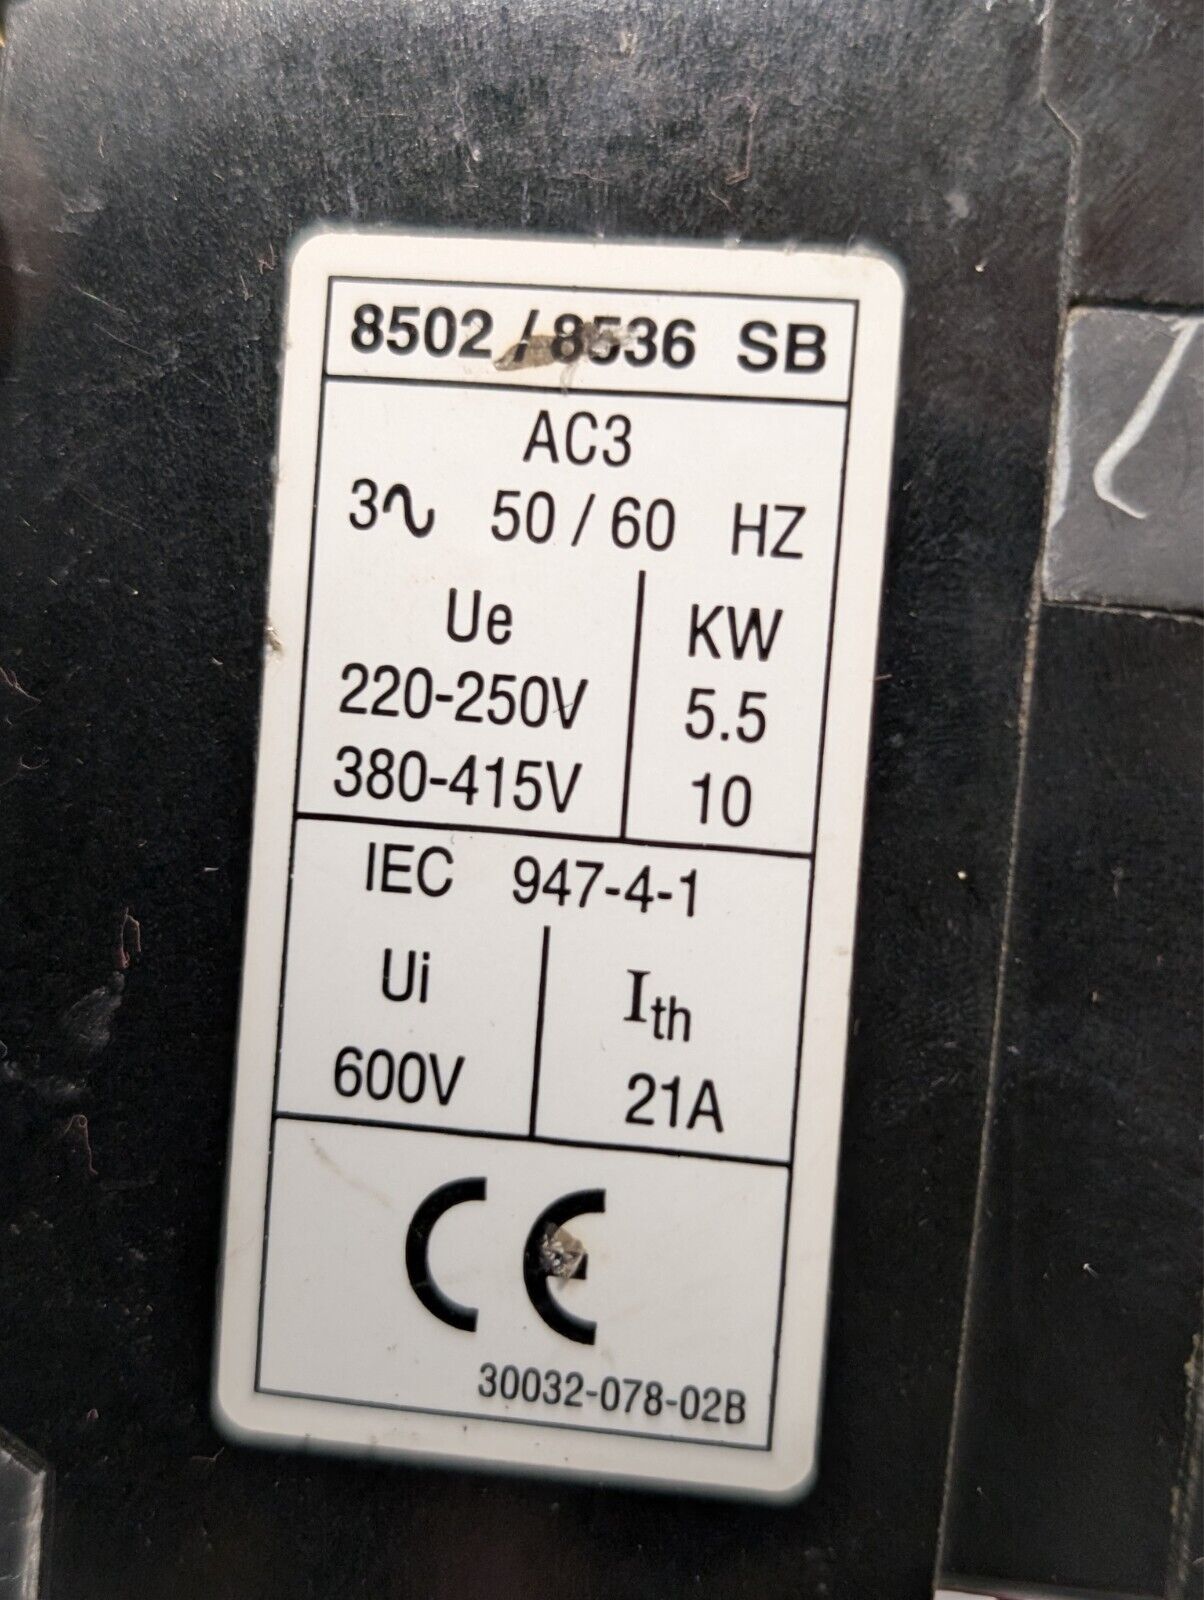 8502 / 8536 SB
AC3
3∿ 50 / 60 HZ
Ue KW
220-250V 5.5
380-415V 10
IEC 947-4-1
Ui Ith
600V 21A
CE
30032-078-02B